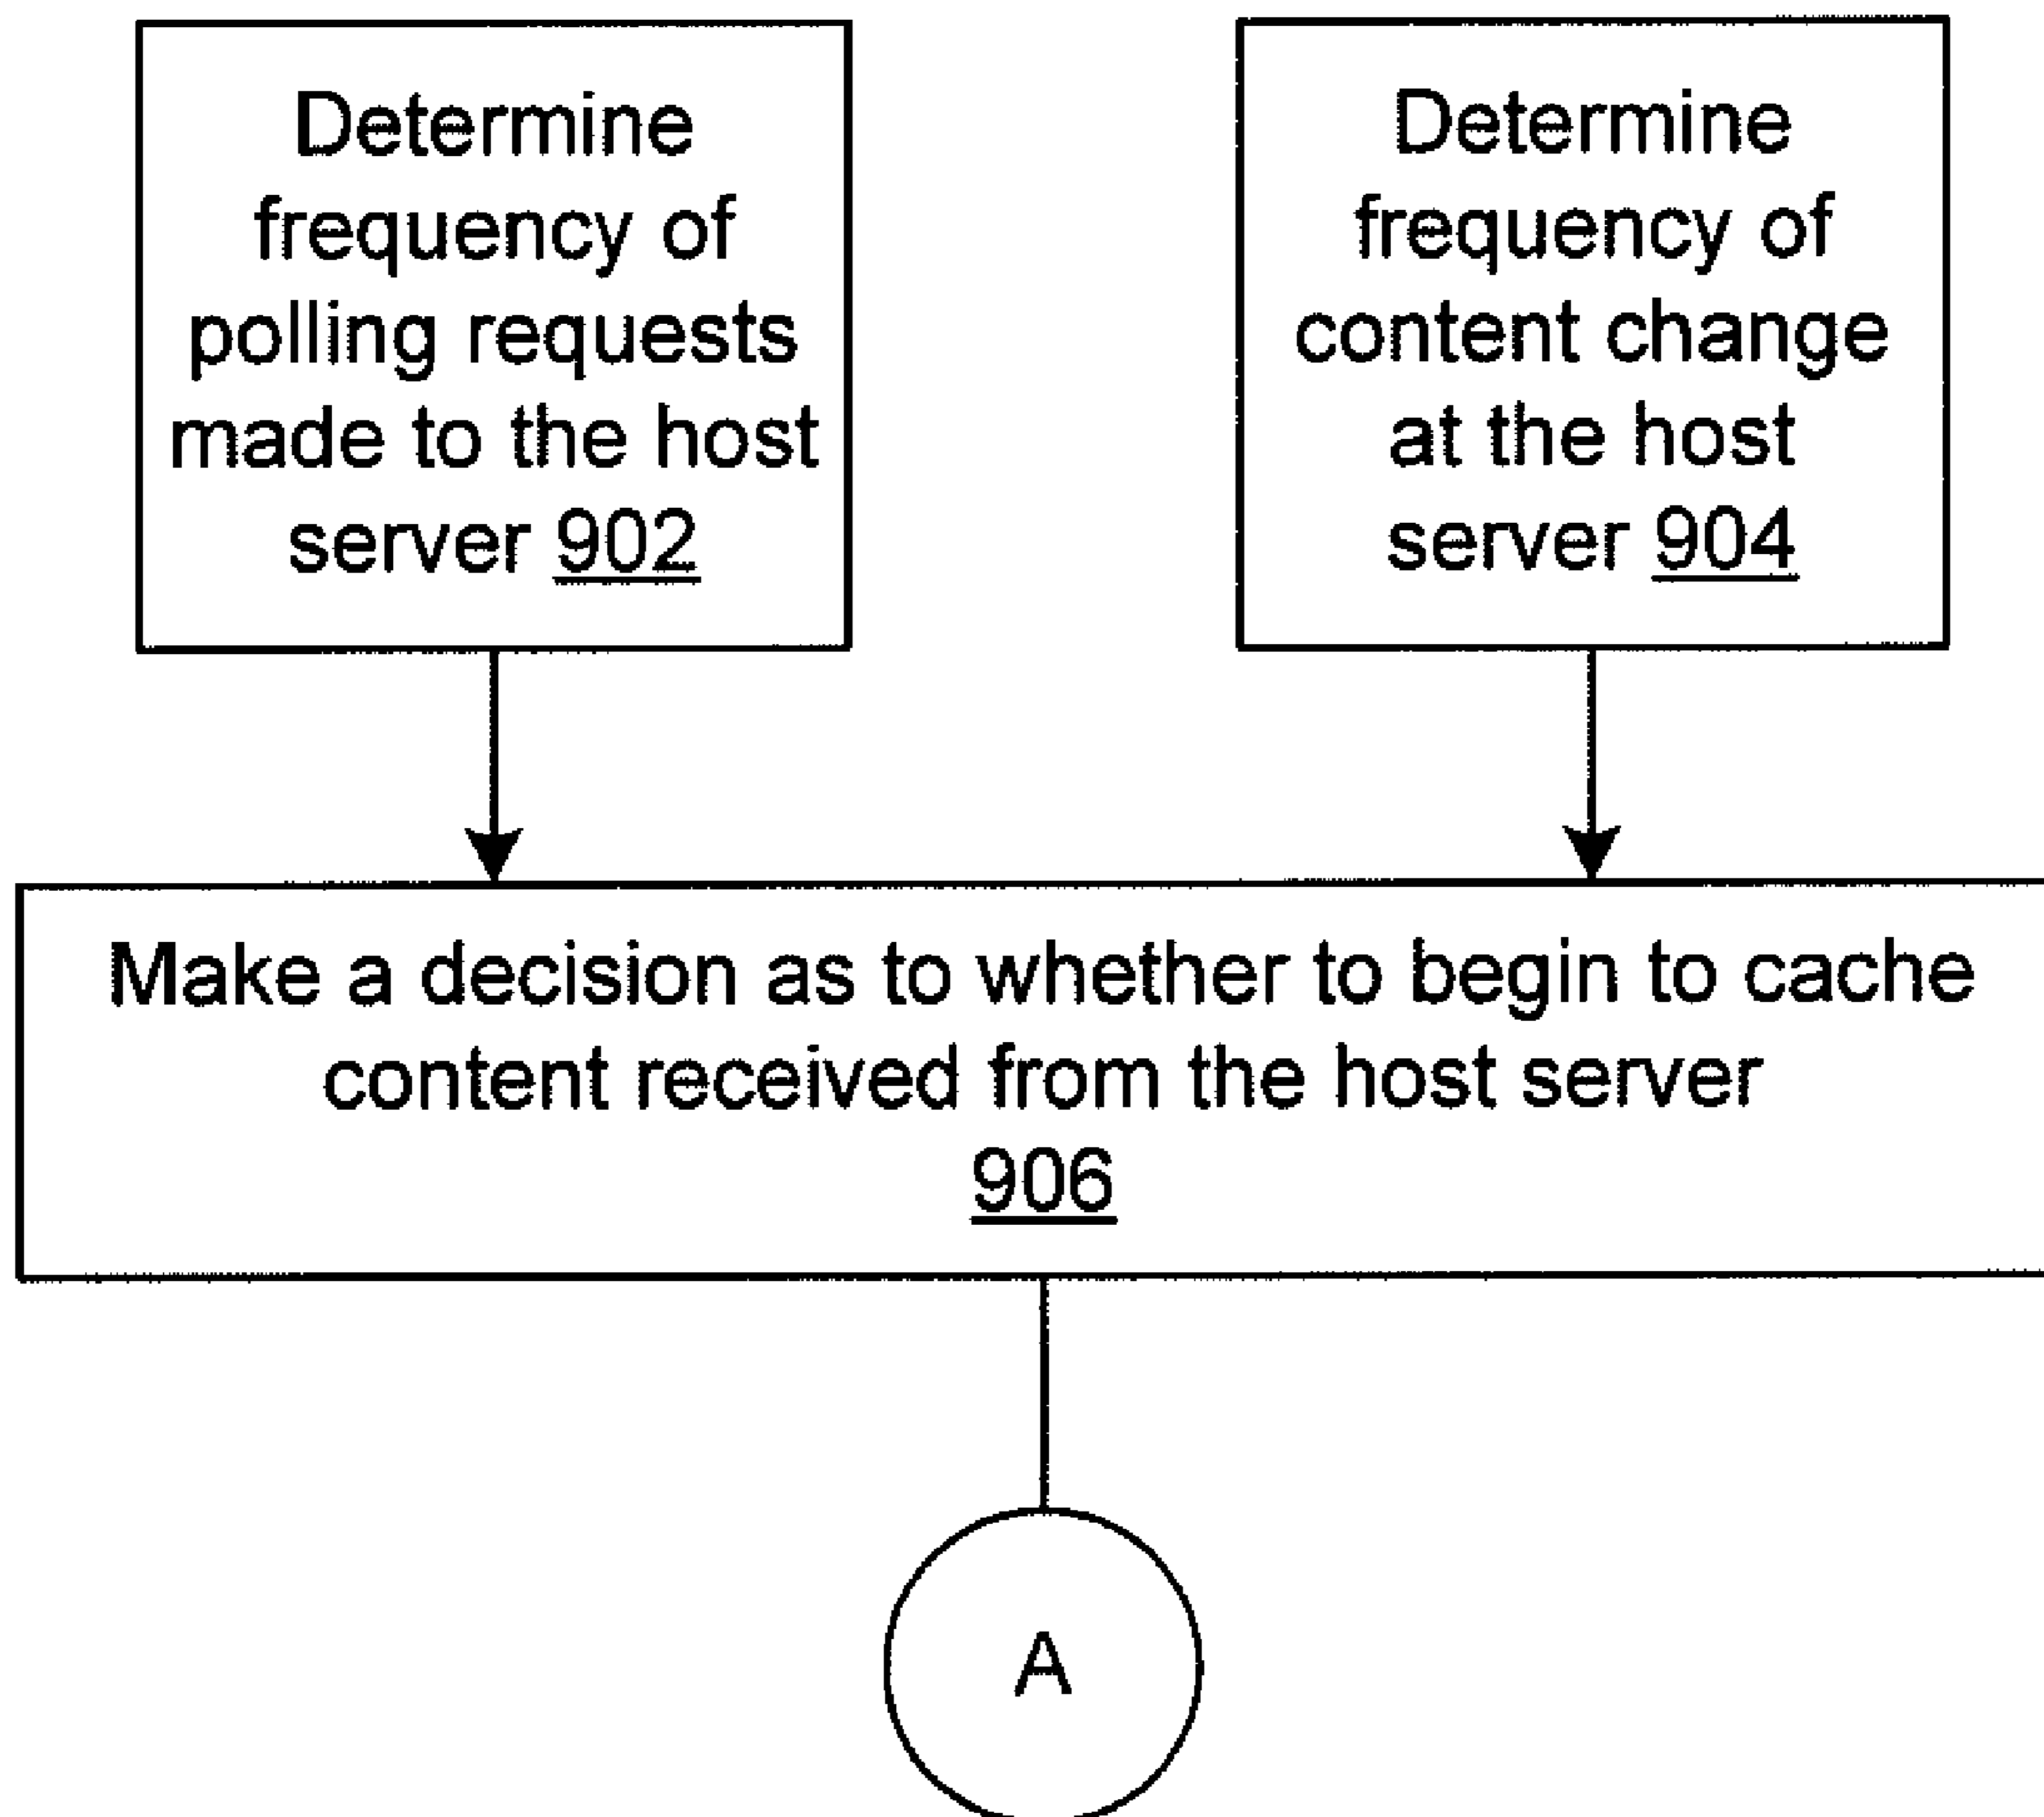 Determine
frequency of
polling requests
made to the host
server 902
Determine
frequency of
content change
at the host
server 904
Make a decision as to whether to begin to cache
content received from the host server
906
A